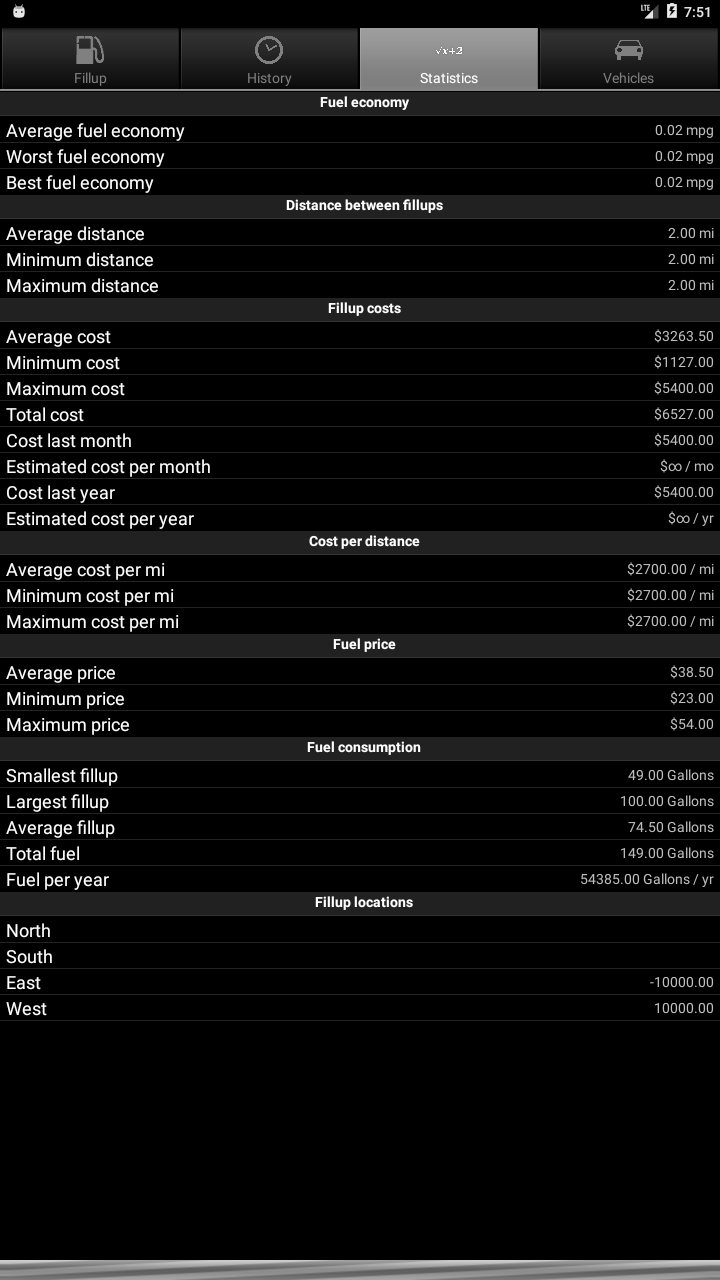 LTE 7:51
√x+2
Fillup History Statistics Vehicles
Fuel economy
Average fuel economy 0.02 mpg
Worst fuel economy 0.02 mpg
Best fuel economy 0.02 mpg
Distance between fillups
Average distance 2.00 mi
Minimum distance 2.00 mi
Maximum distance 2.00 mi
Fillup costs
Average cost $3263.50
Minimum cost $1127.00
Maximum cost $5400.00
Total cost $6527.00
Cost last month $5400.00
Estimated cost per month $∞ / mo
Cost last year $5400.00
Estimated cost per year $∞ / yr
Cost per distance
Average cost per mi $2700.00 / mi
Minimum cost per mi $2700.00 / mi
Maximum cost per mi $2700.00 / mi
Fuel price
Average price $38.50
Minimum price $23.00
Maximum price $54.00
Fuel consumption
Smallest fillup 49.00 Gallons
Largest fillup 100.00 Gallons
Average fillup 74.50 Gallons
Total fuel 149.00 Gallons
Fuel per year 54385.00 Gallons / yr
Fillup locations
North
South
East -10000.00
West 10000.00